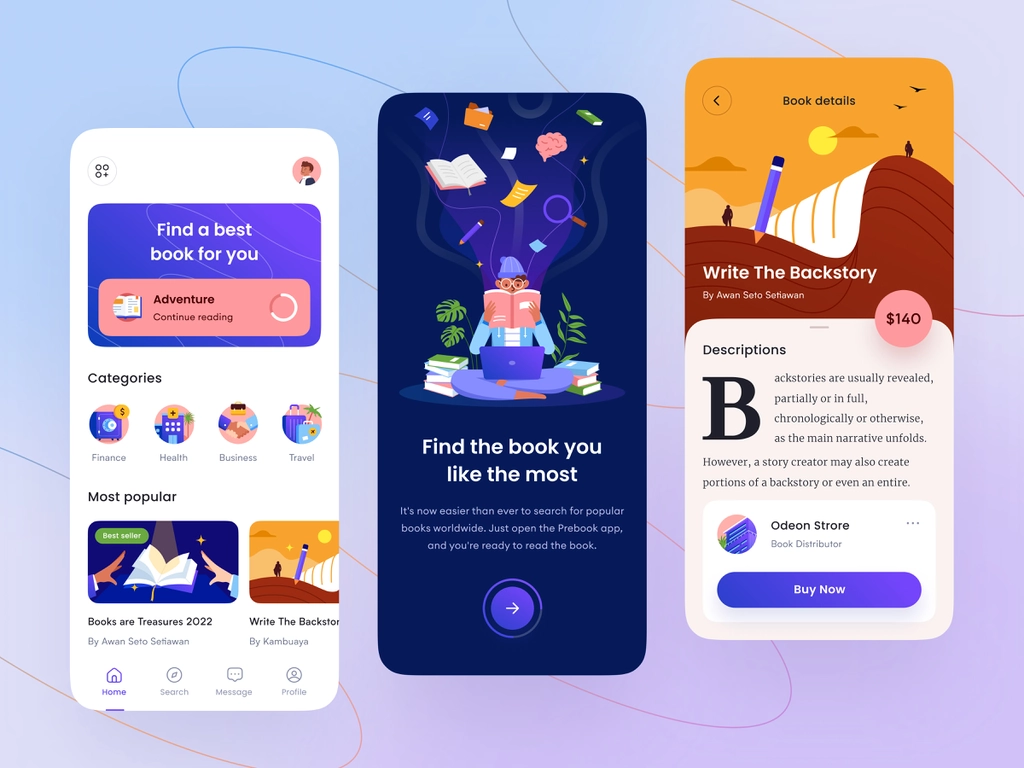 Find a best
book for you
Adventure
Continue reading
Categories
$
Finance
Health
Business
Travel
Most popular
Best seller
Books are Treasures 2022
By Awan Seto Setiawan
Write The Backstor
By Kambuaya
Home
Search
Message
Profile
Find the book you
like the most
It's now easier than ever to search for popular
books worldwide. Just open the Prebook app,
and you're ready to read the book.
Book details
Write The Backstory
By Awan Seto Setiawan
$140
Descriptions
Backstories are usually revealed,
partially or in full,
chronologically or otherwise,
as the main narrative unfolds.
However, a story creator may also create
portions of a backstory or even an entire.
Odeon Strore
Book Distributor
Buy Now